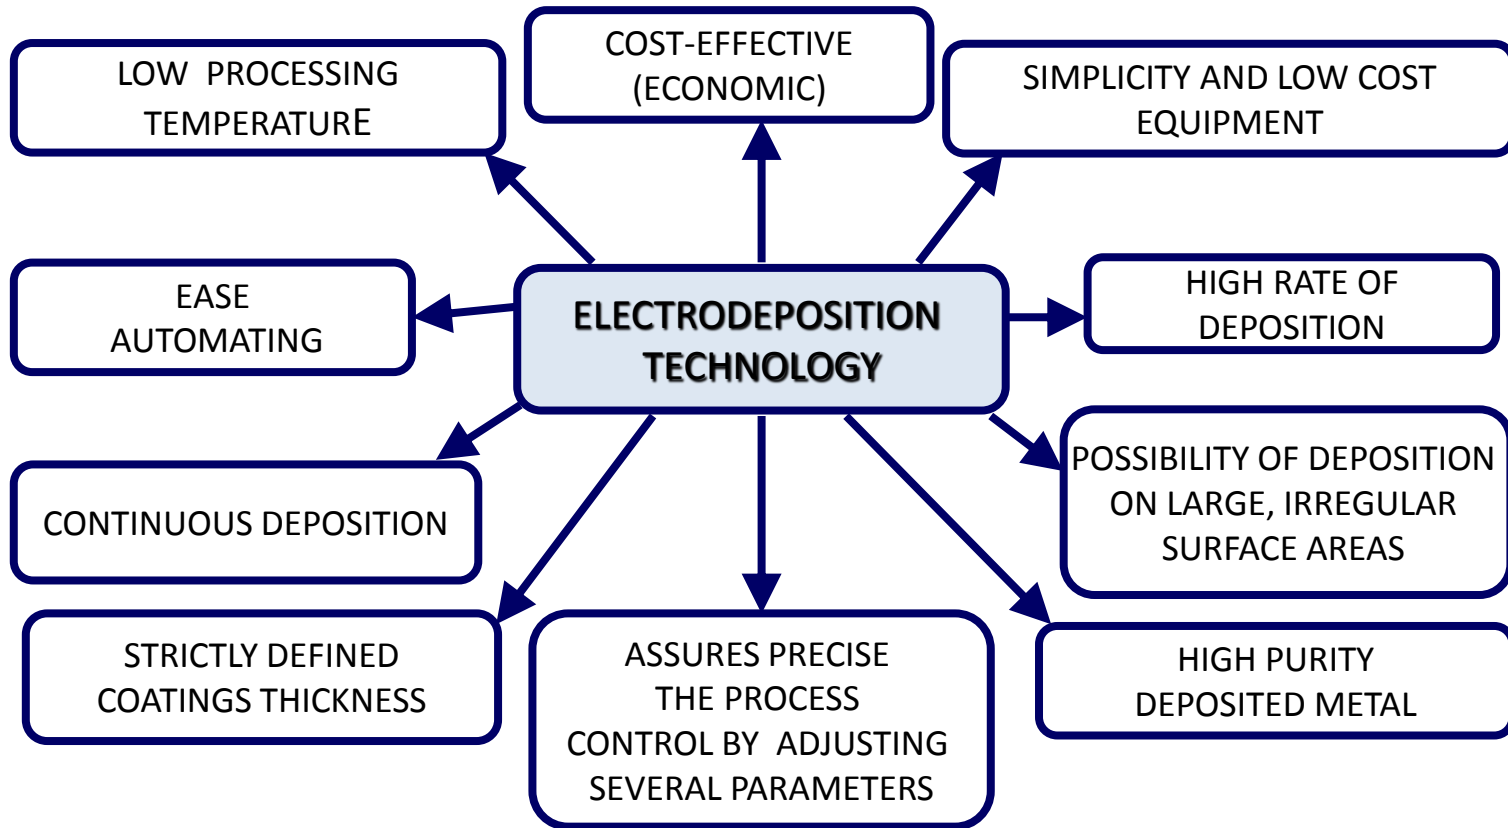 LOW PROCESSING
TEMPERATURE
COST-EFFECTIVE
(ECONOMIC)
SIMPLICITY AND LOW COST
EQUIPMENT
EASE
AUTOMATING
ELECTRODEPOSITION
TECHNOLOGY
HIGH RATE OF
DEPOSITION
CONTINUOUS DEPOSITION
POSSIBILITY OF DEPOSITION
ON LARGE, IRREGULAR
SURFACE AREAS
STRICTLY DEFINED
COATINGS THICKNESS
ASSURES PRECISE
THE PROCESS
CONTROL BY ADJUSTING
SEVERAL PARAMETERS
HIGH PURITY
DEPOSITED METAL